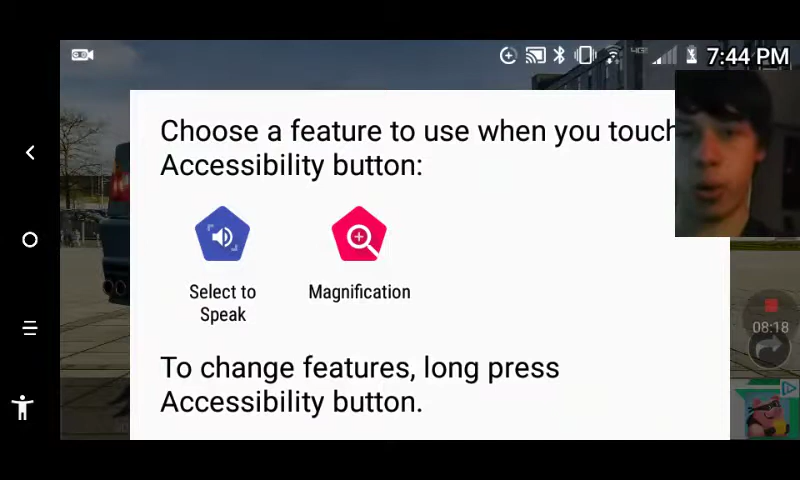 7:44 PM
Choose a feature to use when you touch
Accessibility button:
Select to
Speak
Magnification
08:18
To change features, long press
Accessibility button.